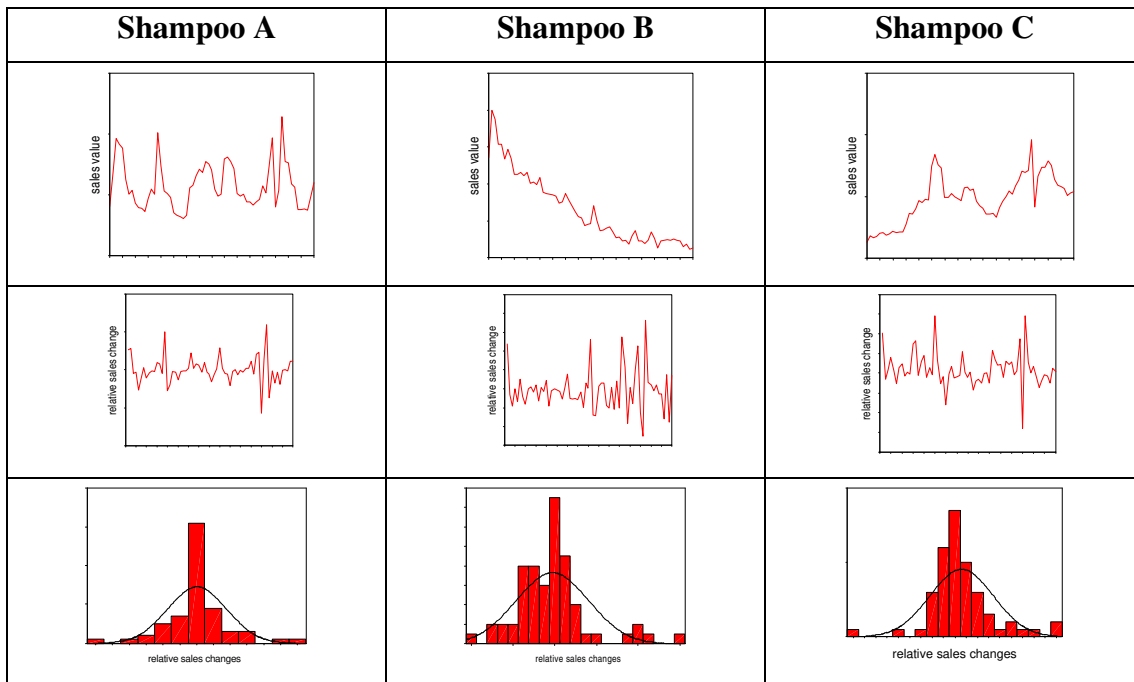 Shampoo A
Shampoo B
Shampoo C
sales value
sales value
sales value
relative sales change
relative sales change
relative sales change
relative sales changes
relative sales changes
relative sales changes